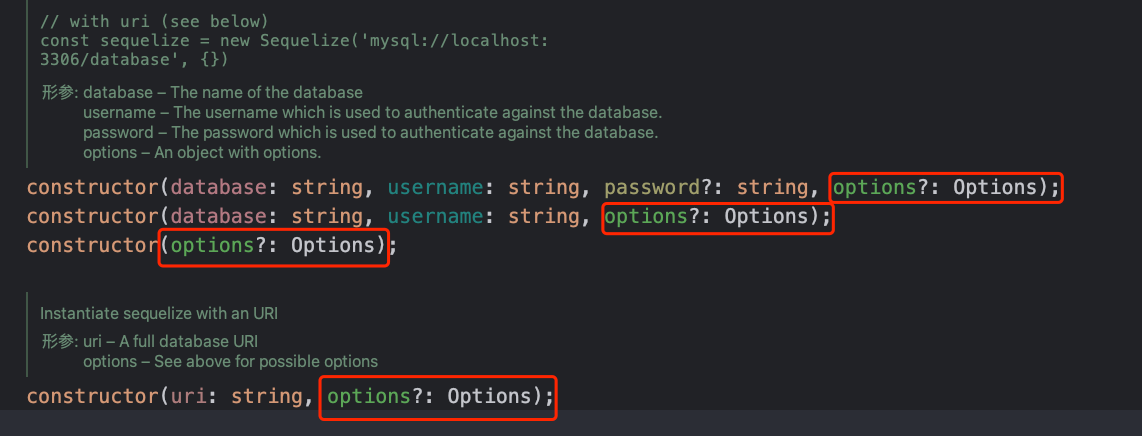 // with uri (see below)
const sequelize = new Sequelize('mysql://localhost:
3306/database', {})
形参: database – The name of the database
username – The username which is used to authenticate against the database.
password – The password which is used to authenticate against the database.
options – An object with options.
constructor(database: string, username: string, password?: string, options?: Options);
constructor(database: string, username: string, options?: Options);
constructor(options?: Options);
Instantiate sequelize with an URI
形参: uri – A full database URI
options – See above for possible options
constructor(uri: string, options?: Options);